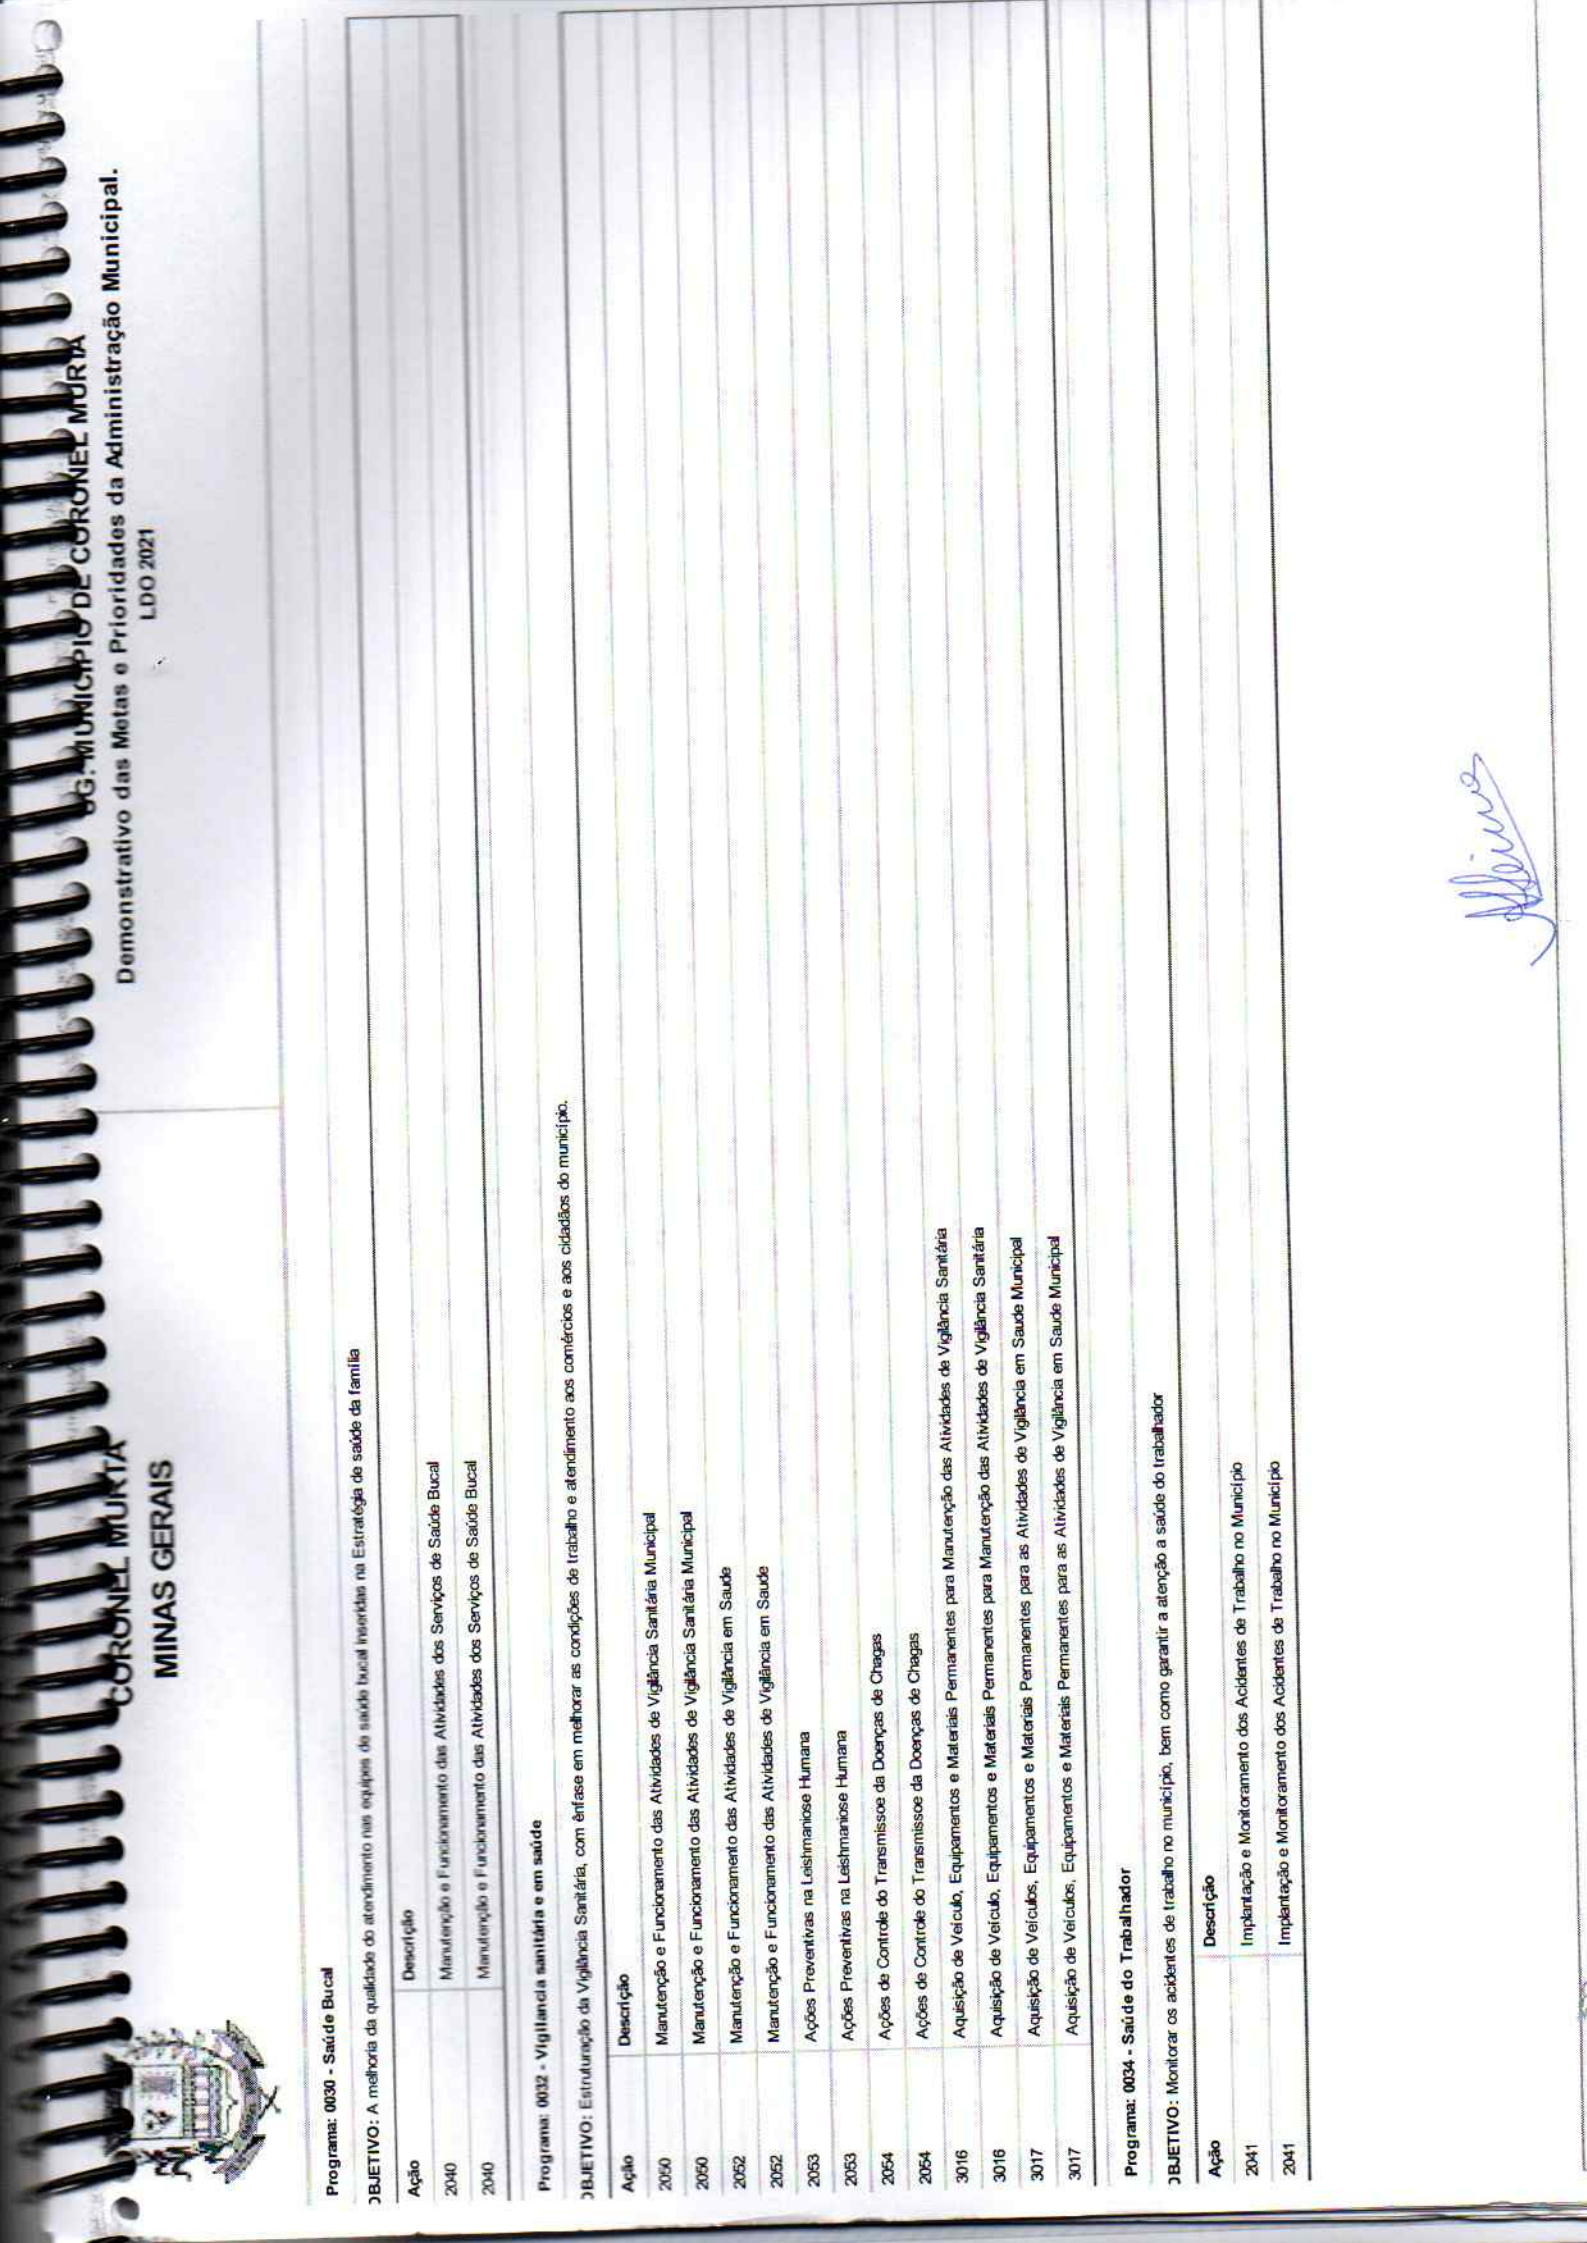 CORONEL MURTA
MINAS GERAIS
UG: MUNICIPIO DE CORONEL MURTA
Demonstrativo das Metas e Prioridades da Administração Municipal.
LDO 2021
Programa: 0030 - Saúde Bucal
OBJETIVO: A melhoria da qualidade do atendimento nas equipes de saúde bucal inseridas na Estratégia de saúde da família
Ação Descrição
2040 Manutenção e Funcionamento das Atividades dos Serviços de Saúde Bucal
2040 Manutenção e Funcionamento das Atividades dos Serviços de Saúde Bucal
Programa: 0032 - Vigilancia sanitária e em saúde
OBJETIVO: Estruturação da Vigilância Sanitária, com ênfase em melhorar as condições de trabalho e atendimento aos comércios e aos cidadãos do município.
Ação Descrição
2050 Manutenção e Funcionamento das Atividades de Vigilância Sanitária Municipal
2050 Manutenção e Funcionamento das Atividades de Vigilância Sanitária Municipal
2052 Manutenção e Funcionamento das Atividades de Vigilância em Saude
2052 Manutenção e Funcionamento das Atividades de Vigilância em Saude
2053 Ações Preventivas na Leishmaniose Humana
2053 Ações Preventivas na Leishmaniose Humana
2054 Ações de Controle do Transmissoe da Doenças de Chagas
2054 Ações de Controle do Transmissoe da Doenças de Chagas
3016 Aquisição de Veículo, Equipamentos e Materiais Permanentes para Manutenção das Atividades de Vigilância Sanitária
3016 Aquisição de Veículo, Equipamentos e Materiais Permanentes para Manutenção das Atividades de Vigilância Sanitária
3017 Aquisição de Veículos, Equipamentos e Materiais Permanentes para as Atividades de Vigilância em Saude Municipal
3017 Aquisição de Veículos, Equipamentos e Materiais Permanentes para as Atividades de Vigilância em Saude Municipal
Programa: 0034 - Saúde do Trabalhador
OBJETIVO: Monitorar os acidentes de trabalho no município, bem como garantir a atenção a saúde do trabalhador
Ação Descrição
2041 Implantação e Monitoramento dos Acidentes de Trabalho no Município
2041 Implantação e Monitoramento dos Acidentes de Trabalho no Município